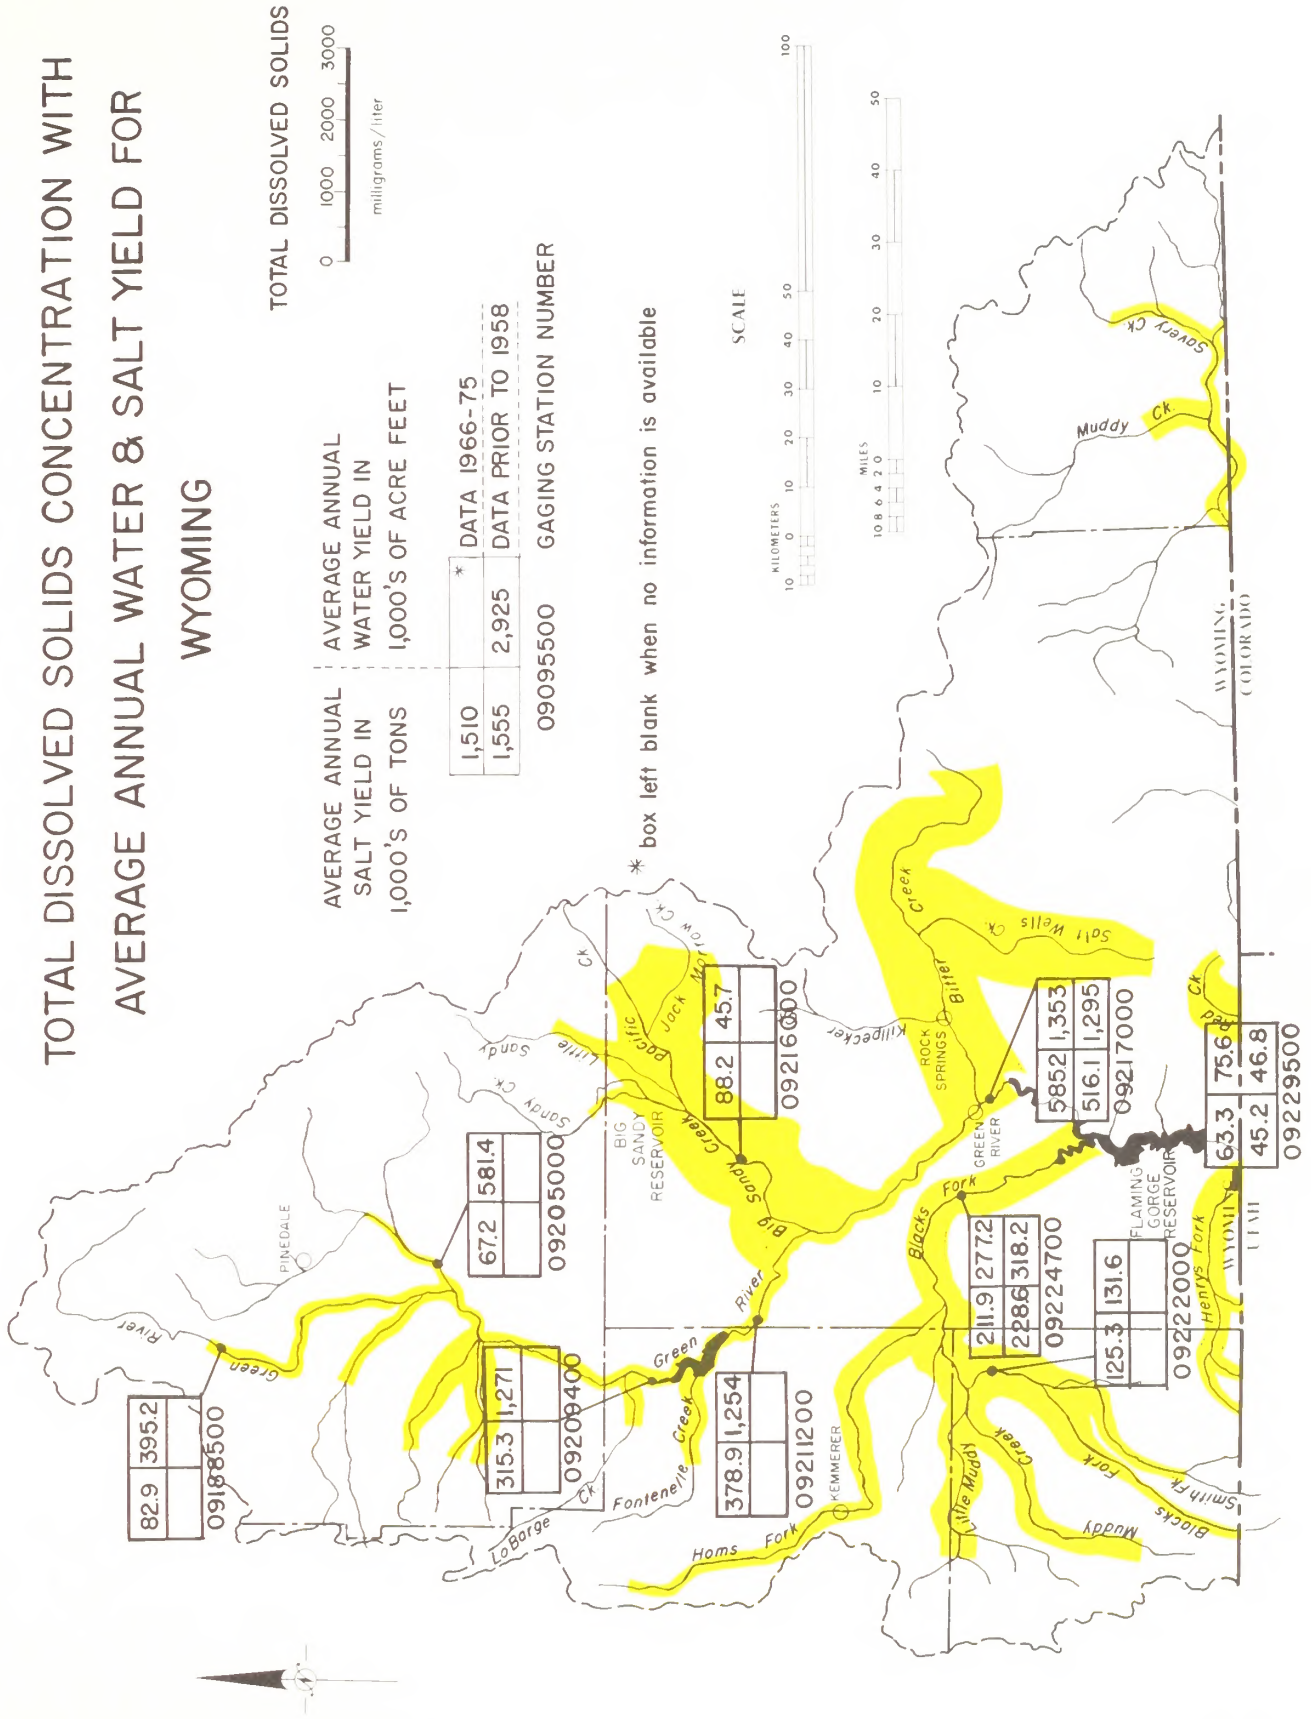 TOTAL DISSOLVED SOLIDS CONCENTRATION WITH
AVERAGE ANNUAL WATER & SALT YIELD FOR
WYOMING
TOTAL DISSOLVED SOLIDS
0 1000 2000 3000
milligrams/liter
AVERAGE ANNUAL
SALT YIELD IN
1,000'S OF TONS
AVERAGE ANNUAL
WATER YIELD IN
1,000'S OF ACRE FEET
1,510 * DATA 1966-75
1,555 2,925 DATA PRIOR TO 1958
09095500 GAGING STATION NUMBER
* box left blank when no information is available
SCALE
KILOMETERS
10 0 10 20 30 40 50 100
MILES
10 8 6 4 2 0 10 20 30 40 50
82.9 395.2
09188500
Green
River
PINEDALE
67.2 581.4
09205000
315.3 1,271
09209400
LaBarge
Ck
Fontenelle Creek
Green
River
378.9 1,254
09211200
Sandy Ck.
Little
Sandy
BIG
SANDY
RESERVOIR
Pacific
Ck
Jack
Morrow Ck.
Big Sandy
Creek
88.2 45.7
09216000
Killpecker
ROCK
SPRINGS
Bitter
Creek
Salt Wells
Ck.
GREEN
RIVER
585.2 1,353
516.1 1,295
09217000
KEMMERER
Homs
Fork
Blacks
Fork
211.9 277.2
228.6 318.2
09224700
125.3 131.6
09222000
Little Muddy
Creek
Muddy
Blacks
Fork
Smith Fk
FLAMING
GORGE
RESERVOIR
Henrys Fork
WYOMING
UTAH
63.3 75.6
45.2 46.8
09229500
Red
Ck
WYOMING
COLORADO
Muddy
Ck.
Savery Ck.